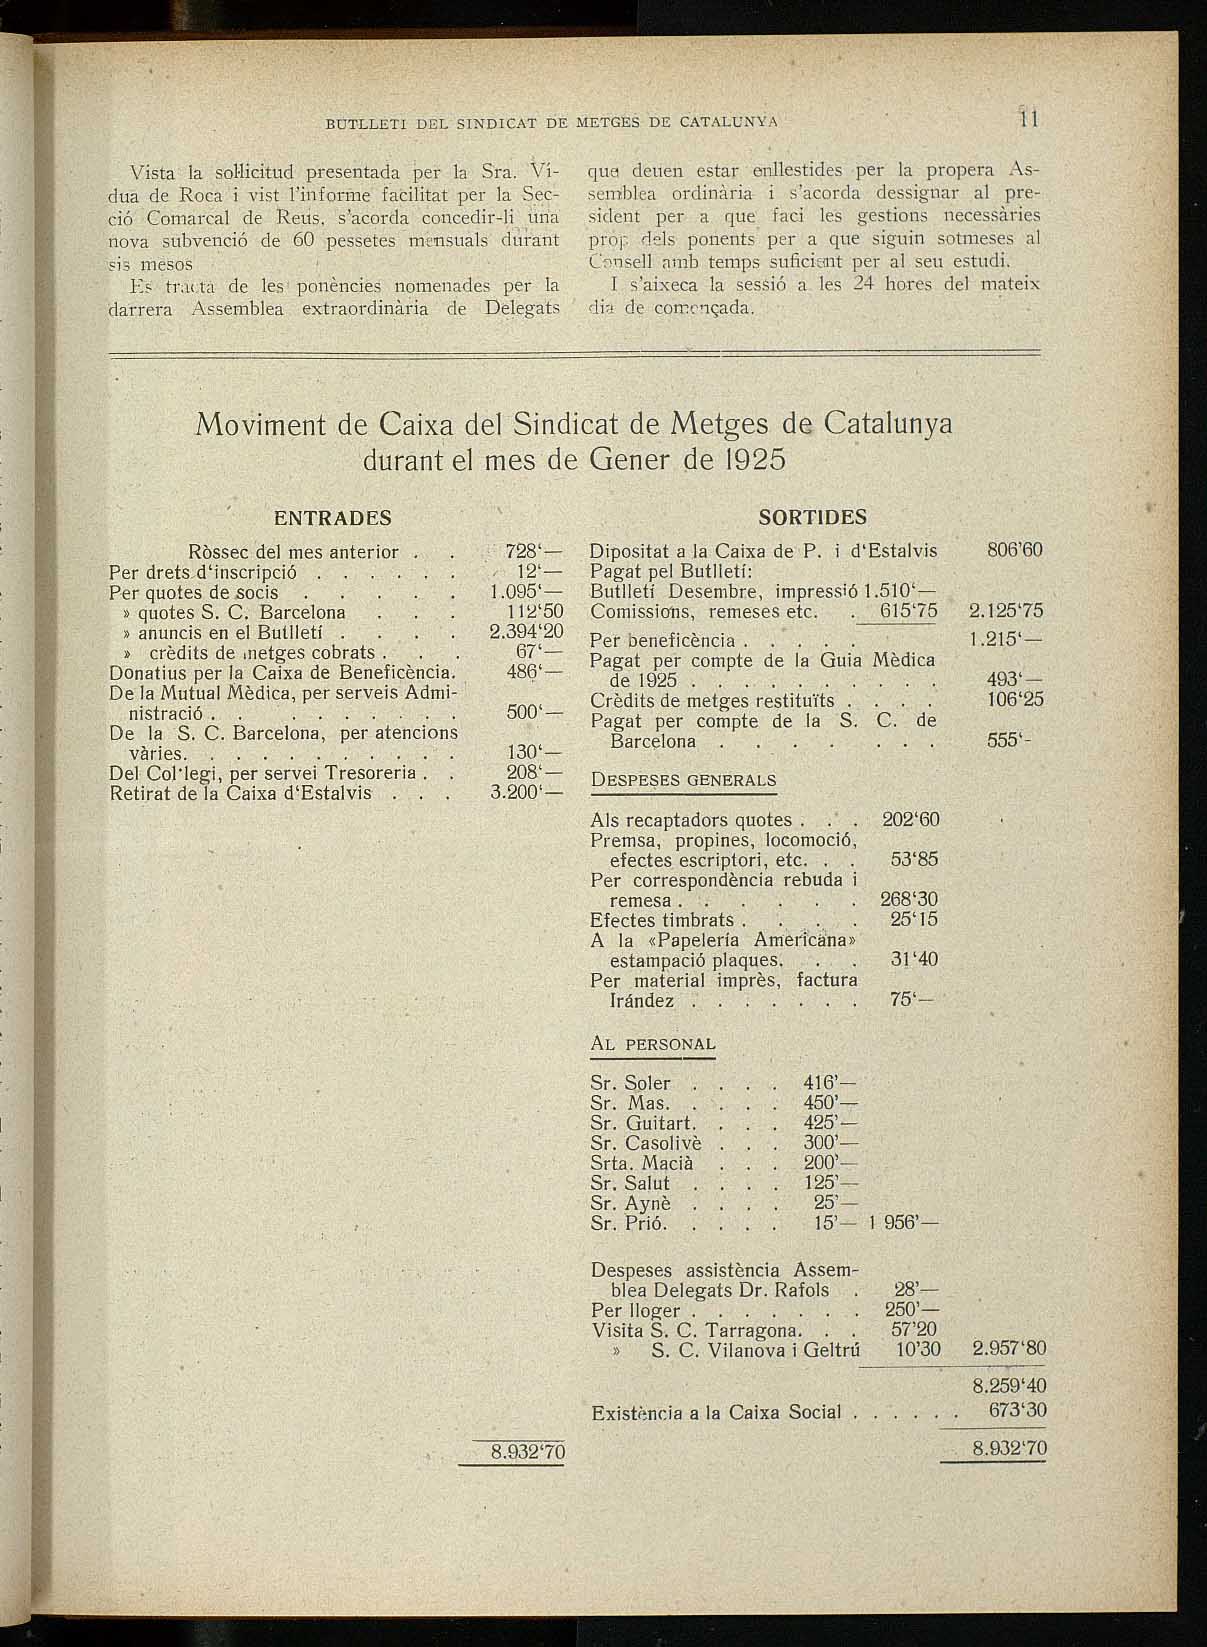 BUTLLETI DEL SINDICAT DE METGES DE CATALUNYA 11
Vista la sol·licitud presentada per la Sra. Ví-
dua de Roca i vist l'informe facilitat per la Sec-
ció Comarcal de Reus, s'acorda concedir-li una
nova subvenció de 60 pessetes mensuals durant
sis mesos
Es tracta de les ponències nomenades per la
darrera Assemblea extraordinària de Delegats
que deuen estar enllestides per la propera As-
semblea ordinària i s'acorda dessignar al pre-
sident per a que faci les gestions necessàries
prop dels ponents per a que siguin sotmeses al
Consell amb temps suficient per al seu estudi.
I s'aixeca la sessió a les 24 hores del mateix
dia de començada.
Moviment de Caixa del Sindicat de Metges de Catalunya
durant el mes de Gener de 1925
ENTRADES
Ròssec del mes anterior . . 728‘—
Per drets d‘inscripció . . . . . . 12‘—
Per quotes de socis . . . . . 1.095‘—
» quotes S. C. Barcelona . . . 112‘50
» anuncis en el Butlletí . . . . 2.394‘20
» crèdits de metges cobrats . . . 67‘—
Donatius per la Caixa de Beneficència. 486‘—
De la Mutual Mèdica, per serveis Admi-
nistració . . . . . . . . . 500‘—
De la S. C. Barcelona, per atencions
vàries. . . . . . . . . . . 130‘—
Del Col·legi, per servei Tresoreria . . 208‘—
Retirat de la Caixa d‘Estalvis . . . 3.200‘—
8.932‘70
SORTIDES
Dipositat a la Caixa de P. i d‘Estalvis 806’60
Pagat pel Butlletí:
Butlletí Desembre, impressió 1.510‘—
Comissions, remeses etc. . 615‘75 2.125‘75
Per beneficència . . . . . 1.215‘—
Pagat per compte de la Guia Mèdica
de 1925 . . . . . . . . . . 493‘—
Crèdits de metges restituïts . . . . 106‘25
Pagat per compte de la S. C. de
Barcelona . . . . . . . . 555‘-
DESPESES GENERALS
Als recaptadors quotes . . . 202‘60
Premsa, propines, locomoció,
efectes escriptori, etc. . . 53‘85
Per correspondència rebuda i
remesa . . . . . . . 268‘30
Efectes timbrats . . . . . 25‘15
A la «Papelería Americana»
estampació plaques. . . 31‘40
Per material imprès, factura
Irández . . . . . . . 75‘—
AL PERSONAL
Sr. Soler . . . . 416’—
Sr. Mas. . . . . 450’—
Sr. Guitart. . . . 425’—
Sr. Casolivè . . . 300’—
Srta. Macià . . . 200’—
Sr. Salut . . . . 125’—
Sr. Aynè . . . . 25’—
Sr. Prió. . . . . 15’— 1 956’—
Despeses assistència Assem-
blea Delegats Dr. Rafols . 28’—
Per lloger . . . . . . . 250’—
Visita S. C. Tarragona. . . 57’20
» S. C. Vilanova i Geltrú 10’30 2.957‘80
8.259‘40
Existència a la Caixa Social . . . . . . 673‘30
8.932‘70